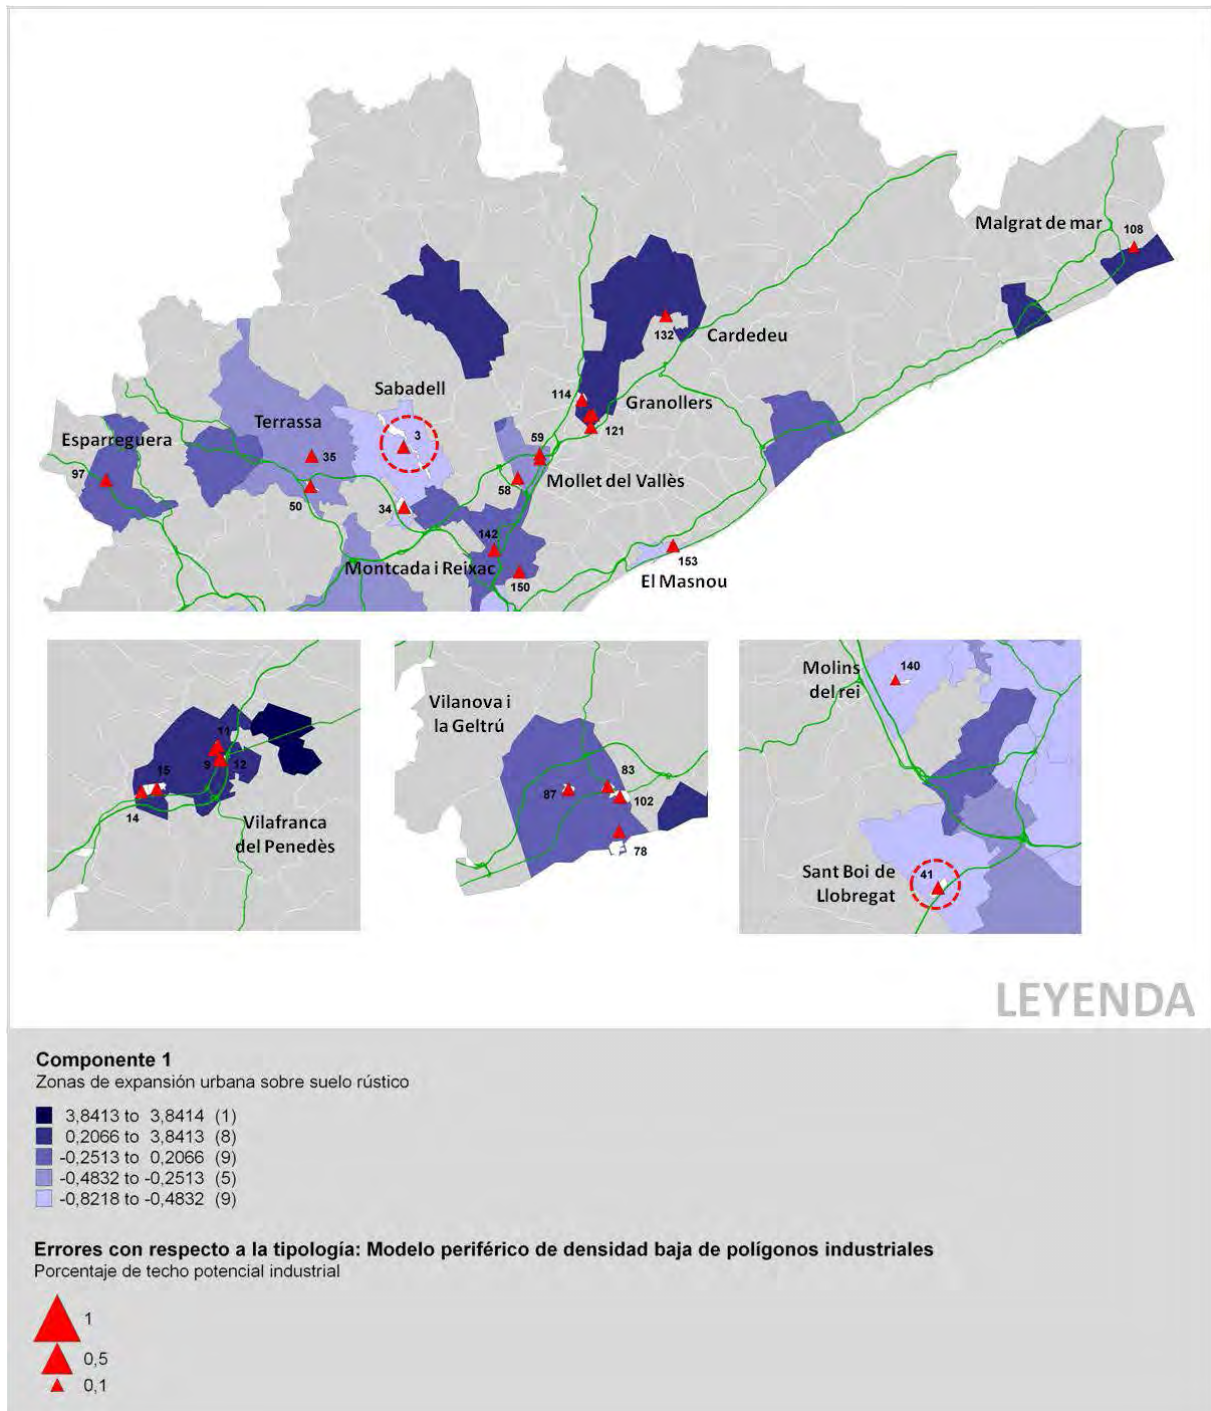 Malgrat de mar
108
132
Cardedeu
Sabadell
114
Granollers
Terrassa
3
121
Esparreguera
59
35
97
Mollet del Vallès
58
50
34
142
Montcada i Reixac
153
150
El Masnou
Molins
del rei
140
Vilanova i
la Geltrú
11
9
12
15
14
83
87
102
78
Vilafranca
del Penedès
Sant Boi de
Llobregat
41
LEYENDA
Componente 1
Zonas de expansión urbana sobre suelo rústico
3,8413 to 3,8414 (1)
0,2066 to 3,8413 (8)
-0,2513 to 0,2066 (9)
-0,4832 to -0,2513 (5)
-0,8218 to -0,4832 (9)
Errores con respecto a la tipología: Modelo periférico de densidad baja de polígonos industriales
Porcentaje de techo potencial industrial
1
0,5
0,1